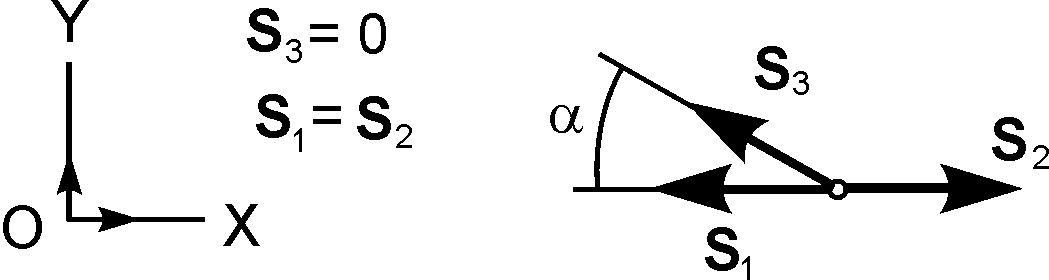 Y
S₃ = 0
S₁ = S₂
O
X
α
S₃
S₂
S₁